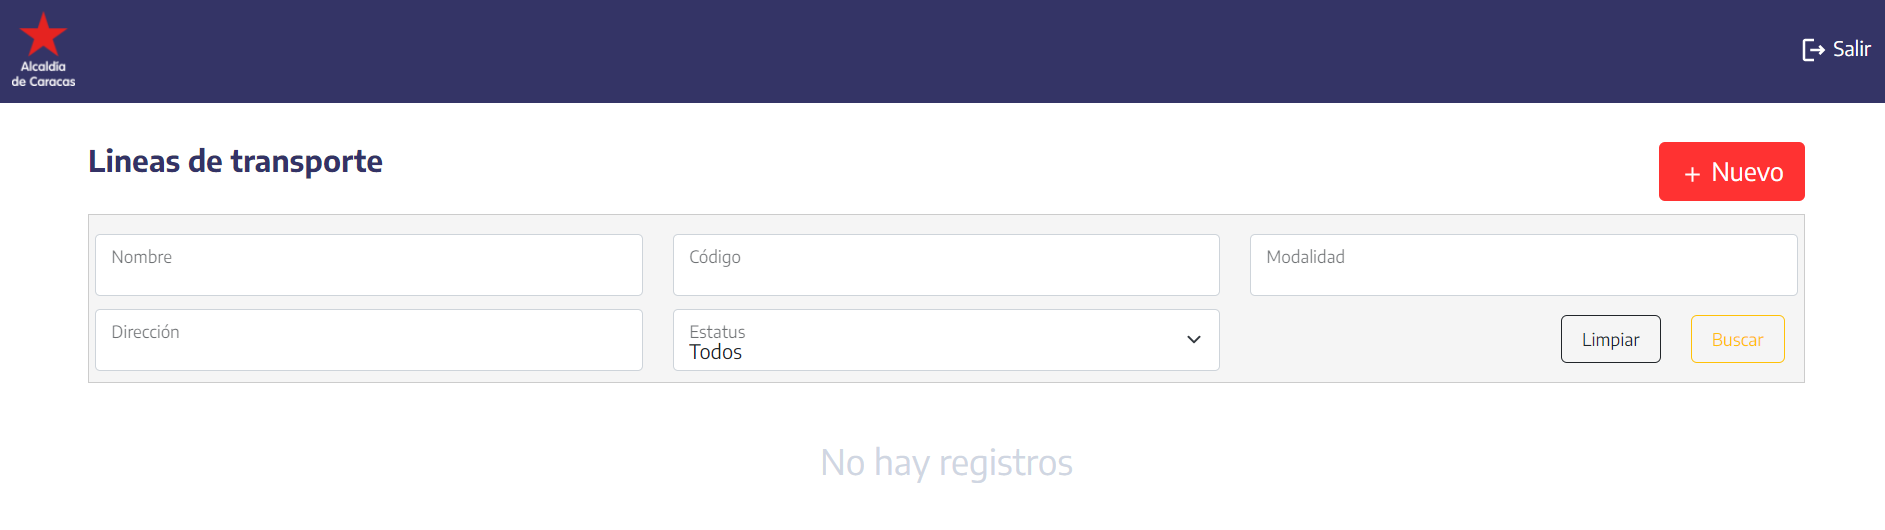 Alcaldía
de Caracas
Salir
Lineas de transporte
+ Nuevo
Nombre
Código
Modalidad
Dirección
Estatus
Todos
Limpiar
Buscar
No hay registros